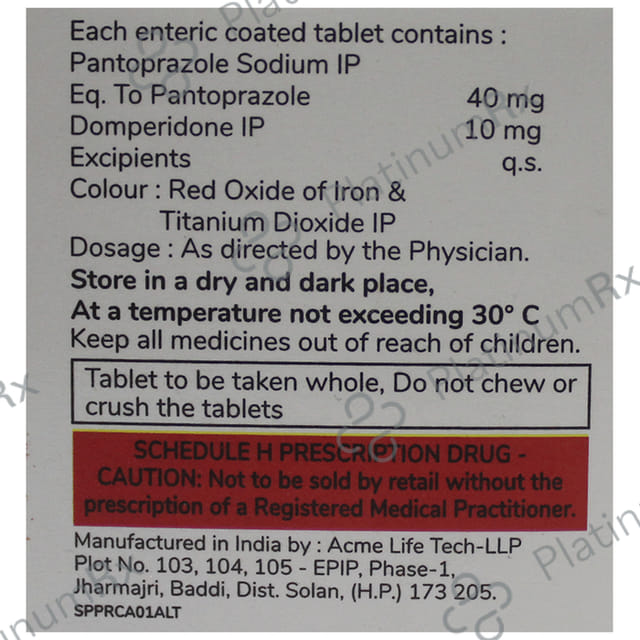 Each enteric coated tablet contains :
Pantoprazole Sodium IP
Eq. To Pantoprazole 40 mg
Domperidone IP 10 mg
Excipients q.s.
Colour : Red Oxide of Iron &
Titanium Dioxide IP
Dosage : As directed by the Physician.
Store in a dry and dark place,
At a temperature not exceeding 30° C
Keep all medicines out of reach of children.
Tablet to be taken whole, Do not chew or
crush the tablets
SCHEDULE H PRESCRIPTION DRUG -
CAUTION: Not to be sold by retail without the
prescription of a Registered Medical Practitioner.
Manufactured in India by : Acme Life Tech-LLP
Plot No. 103, 104, 105 - EPIP, Phase-1,
Jharmajri, Baddi, Dist. Solan, (H.P.) 173 205.
SPPRCA01ALT
PlatinumRx
PlatinumRx
PlatinumRx